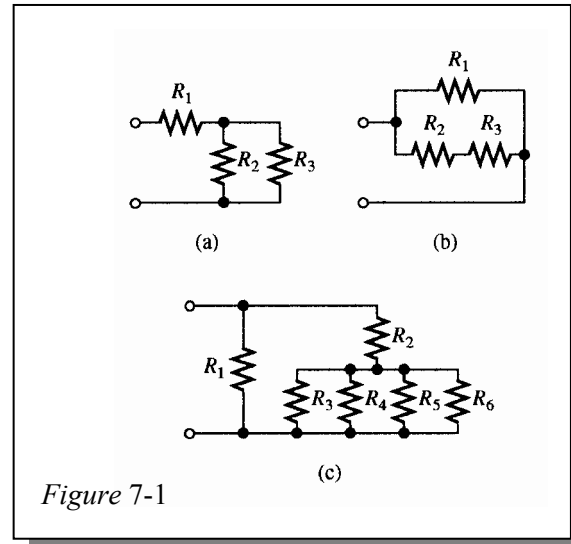 R1
R1
R2 R3
R2 R3
(a) (b)
R2
R1 R3 R4 R5 R6
(c)
Figure 7-1